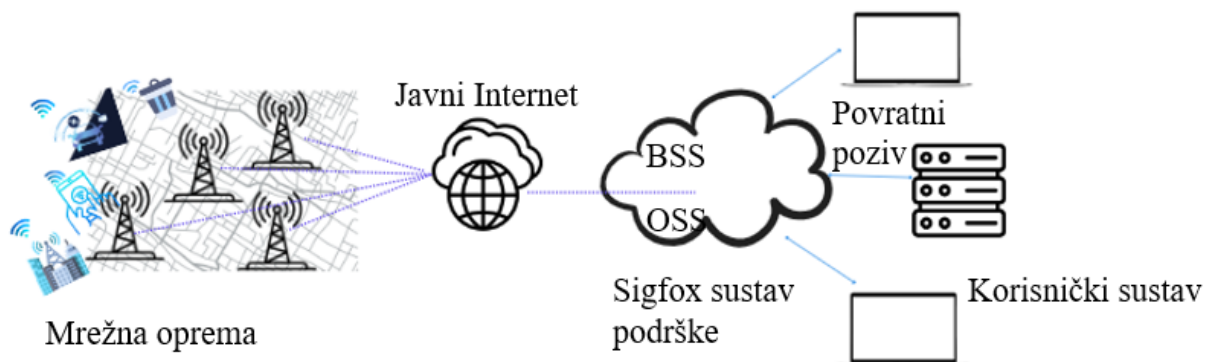 Javni Internet
Povratni
poziv
BSS
OSS
Sigfox sustav
podrške
Korisnički sustav
Mrežna oprema